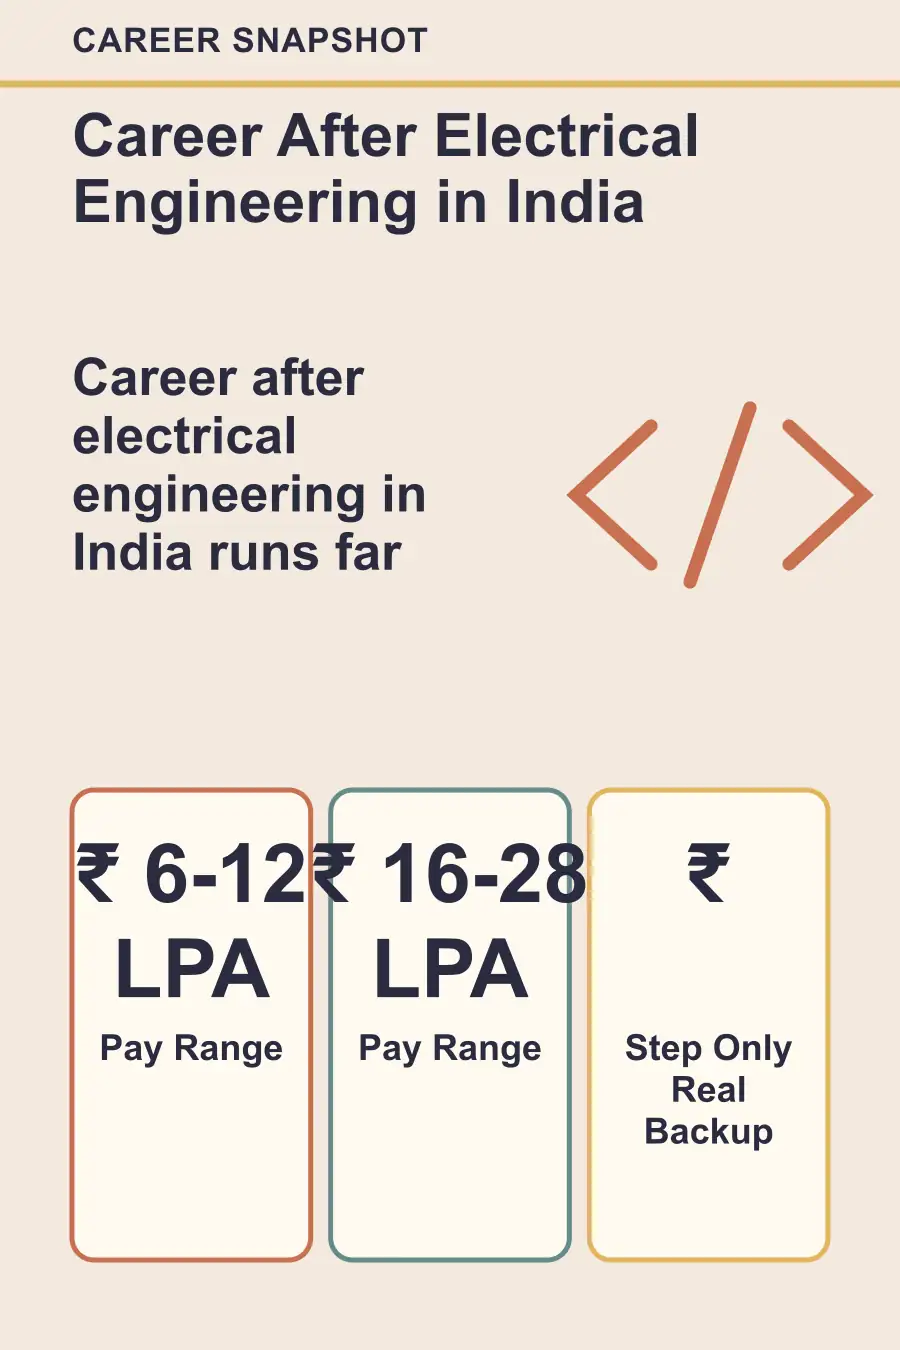 CAREER SNAPSHOT
Career After Electrical
Engineering in India
Career after
electrical
engineering in
India runs far
₹ 6-12
LPA
Pay Range
₹ 16-28
LPA
Pay Range
₹
Step Only
Real
Backup